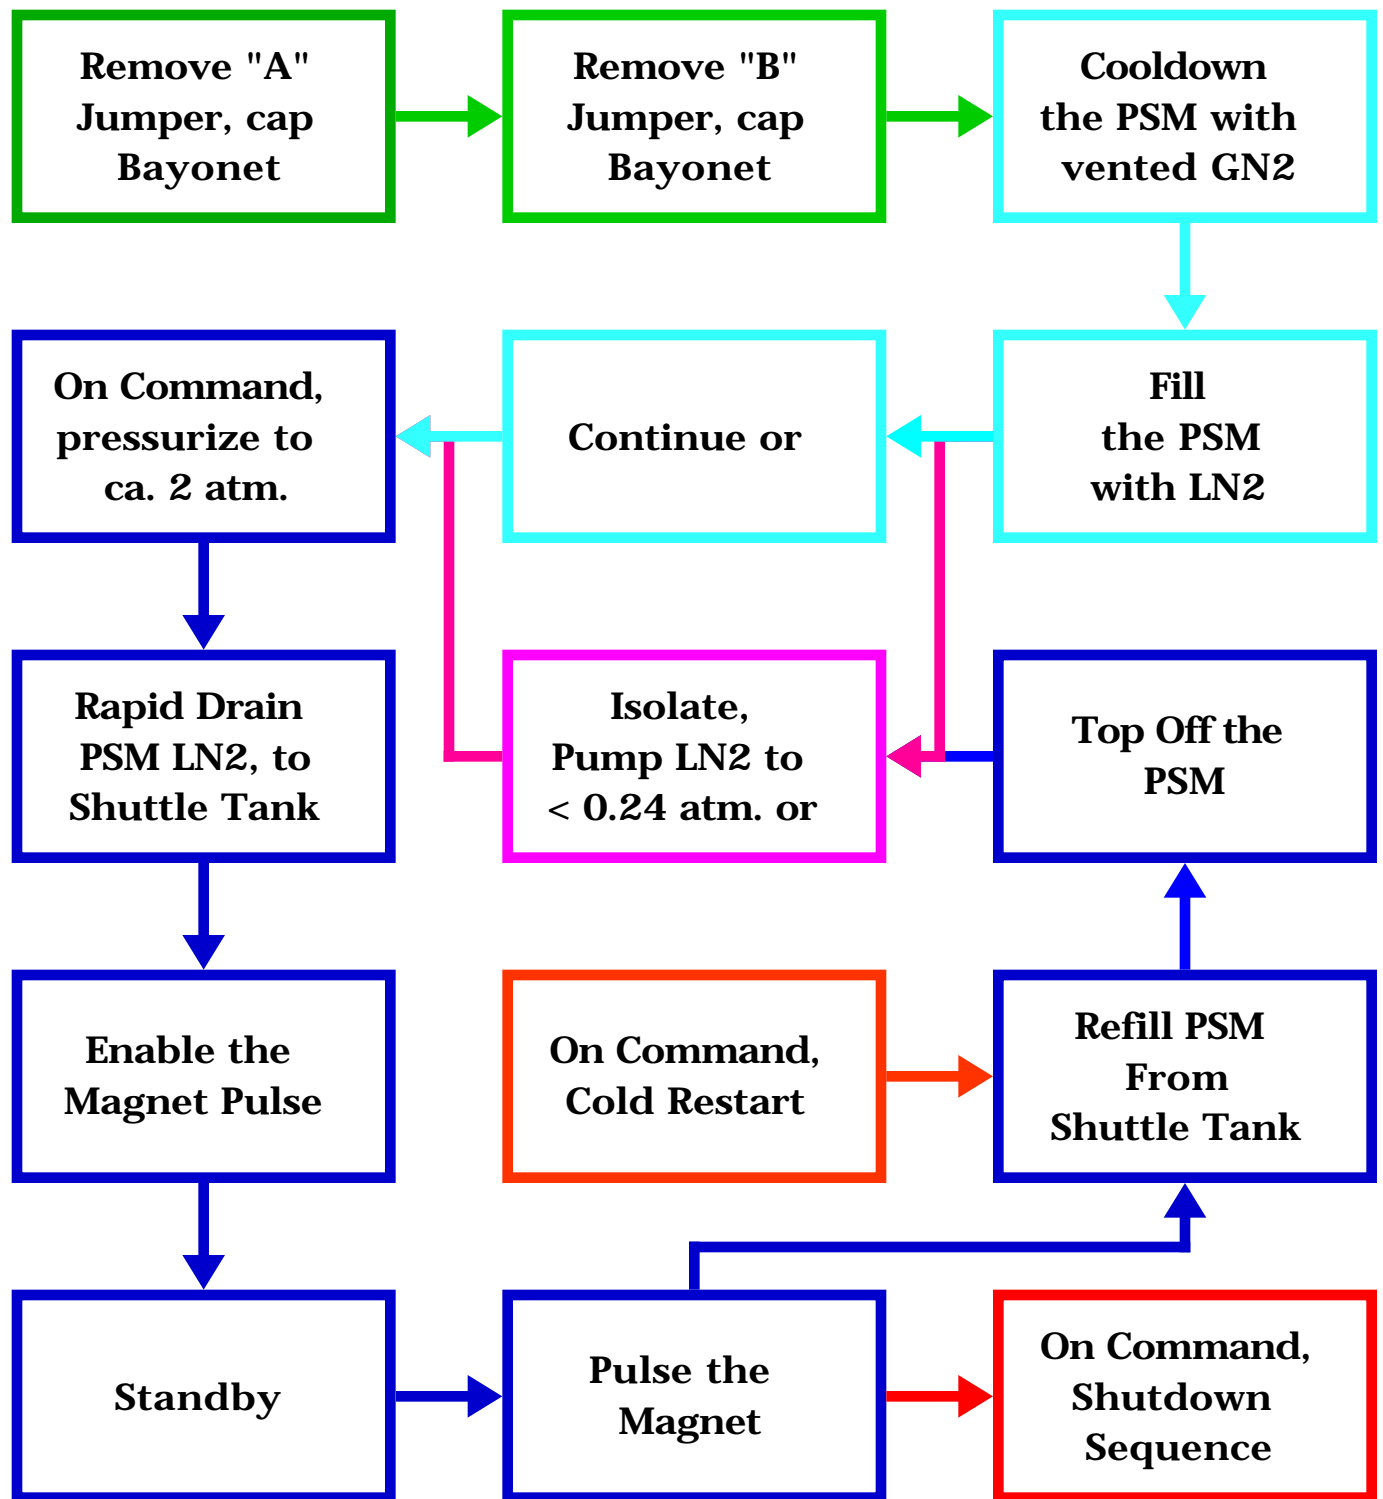 Remove "A"
Jumper, cap
Bayonet
Remove "B"
Jumper, cap
Bayonet
Cooldown
the PSM with
vented GN2
On Command,
pressurize to
ca. 2 atm.
Continue or
Fill
the PSM
with LN2
Rapid Drain
PSM LN2, to
Shuttle Tank
Isolate,
Pump LN2 to
< 0.24 atm. or
Top Off the
PSM
Enable the
Magnet Pulse
On Command,
Cold Restart
Refill PSM
From
Shuttle Tank
Standby
Pulse the
Magnet
On Command,
Shutdown
Sequence